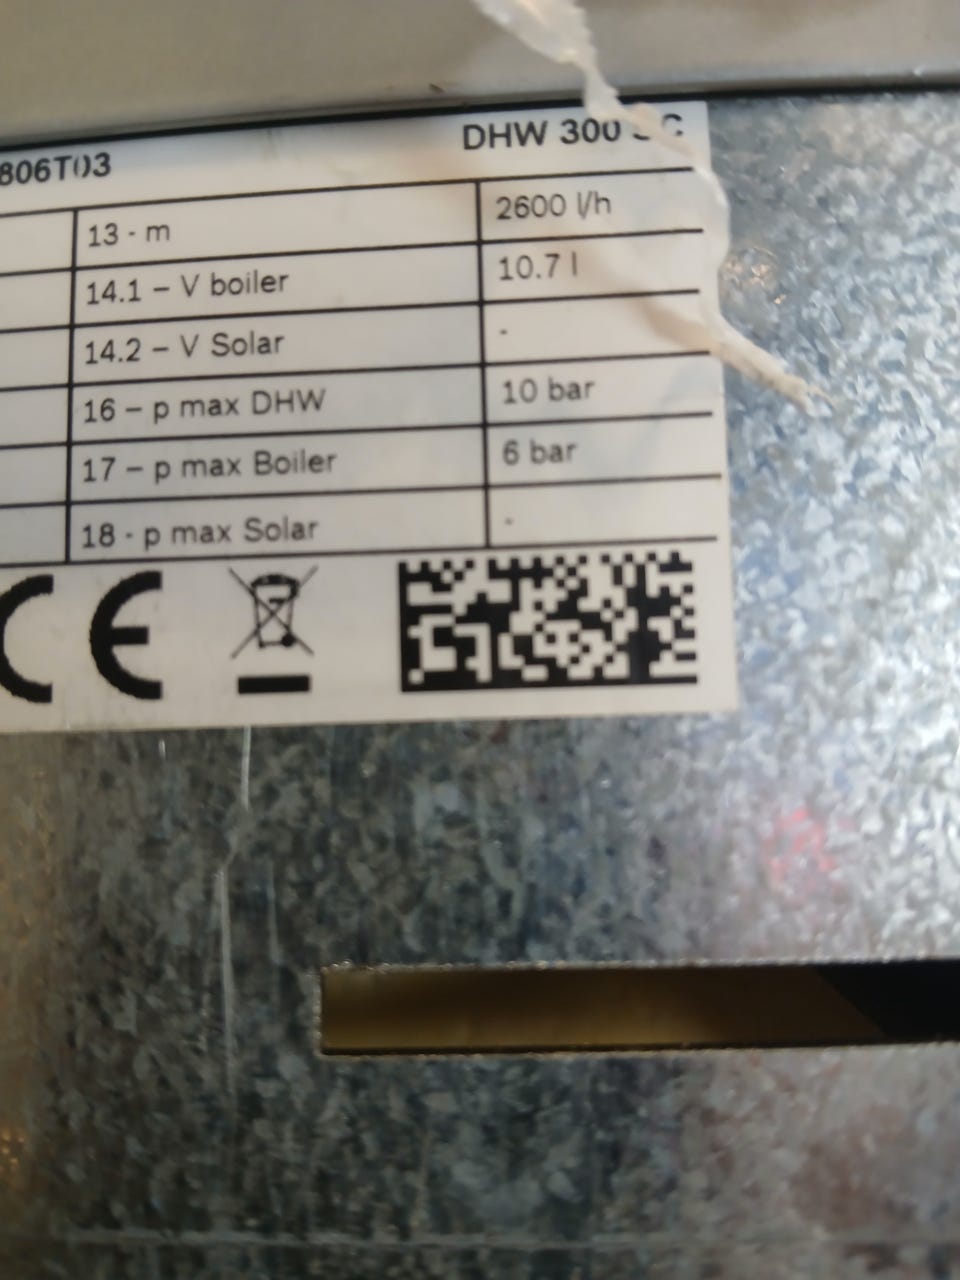 806T03
DHW 300
13 - m 2600 l/h
14.1 – V boiler 10.7 l
14.2 – V Solar -
16 – p max DHW 10 bar
17 – p max Boiler 6 bar
18 - p max Solar -
CE